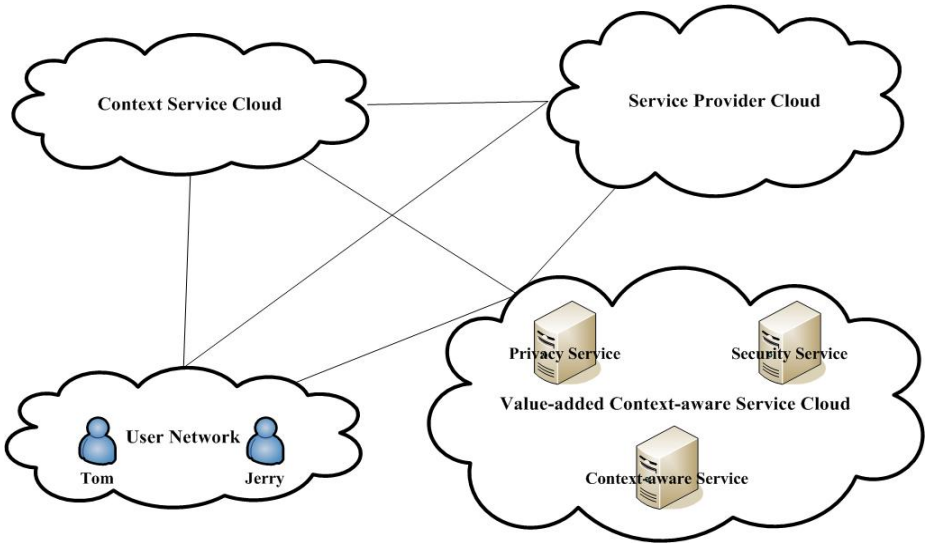 Context Service Cloud
Service Provider Cloud
Privacy Service
Security Service
Value-added Context-aware Service Cloud
User Network
Tom
Jerry
Context-aware Service